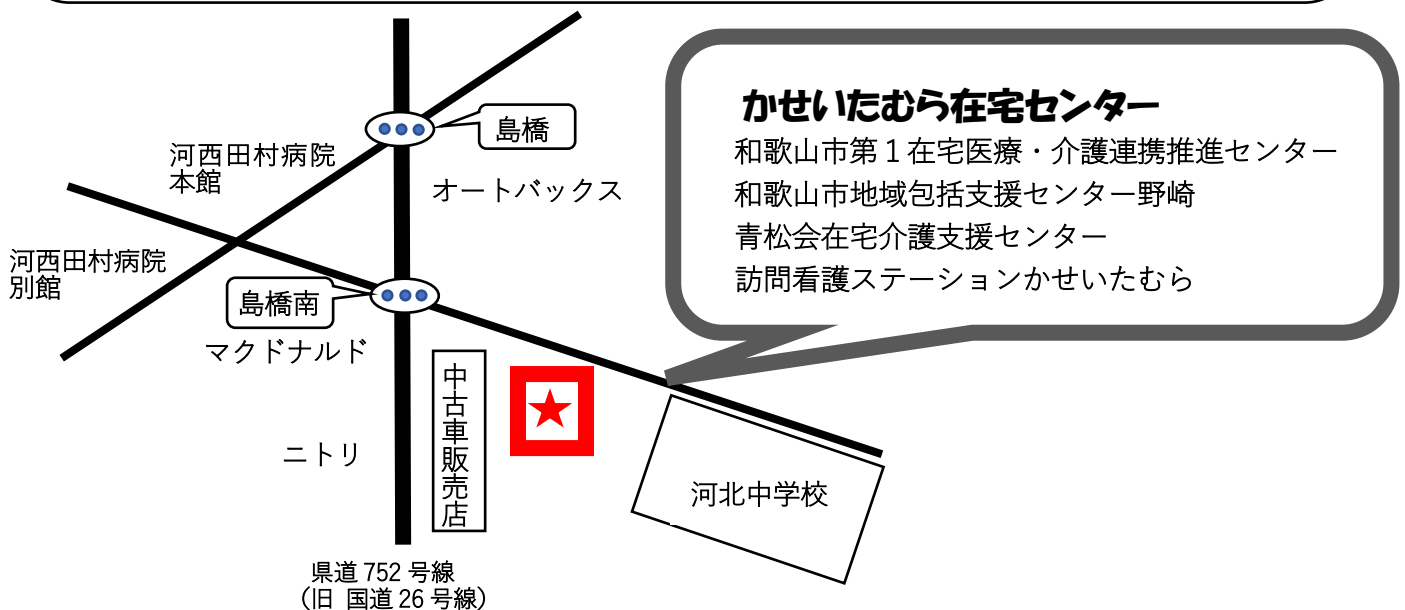 かせいたむら在宅センター
和歌山市第１在宅医療・介護連携推進センター
和歌山市地域包括支援センター野崎
青松会在宅介護支援センター
訪問看護ステーションかせいたむら
島橋
河西田村病院
本館
オートバックス
河西田村病院
別館
島橋南
マクドナルド
中古車販売店
ニトリ
河北中学校
県道 752 号線
（旧 国道 26 号線）